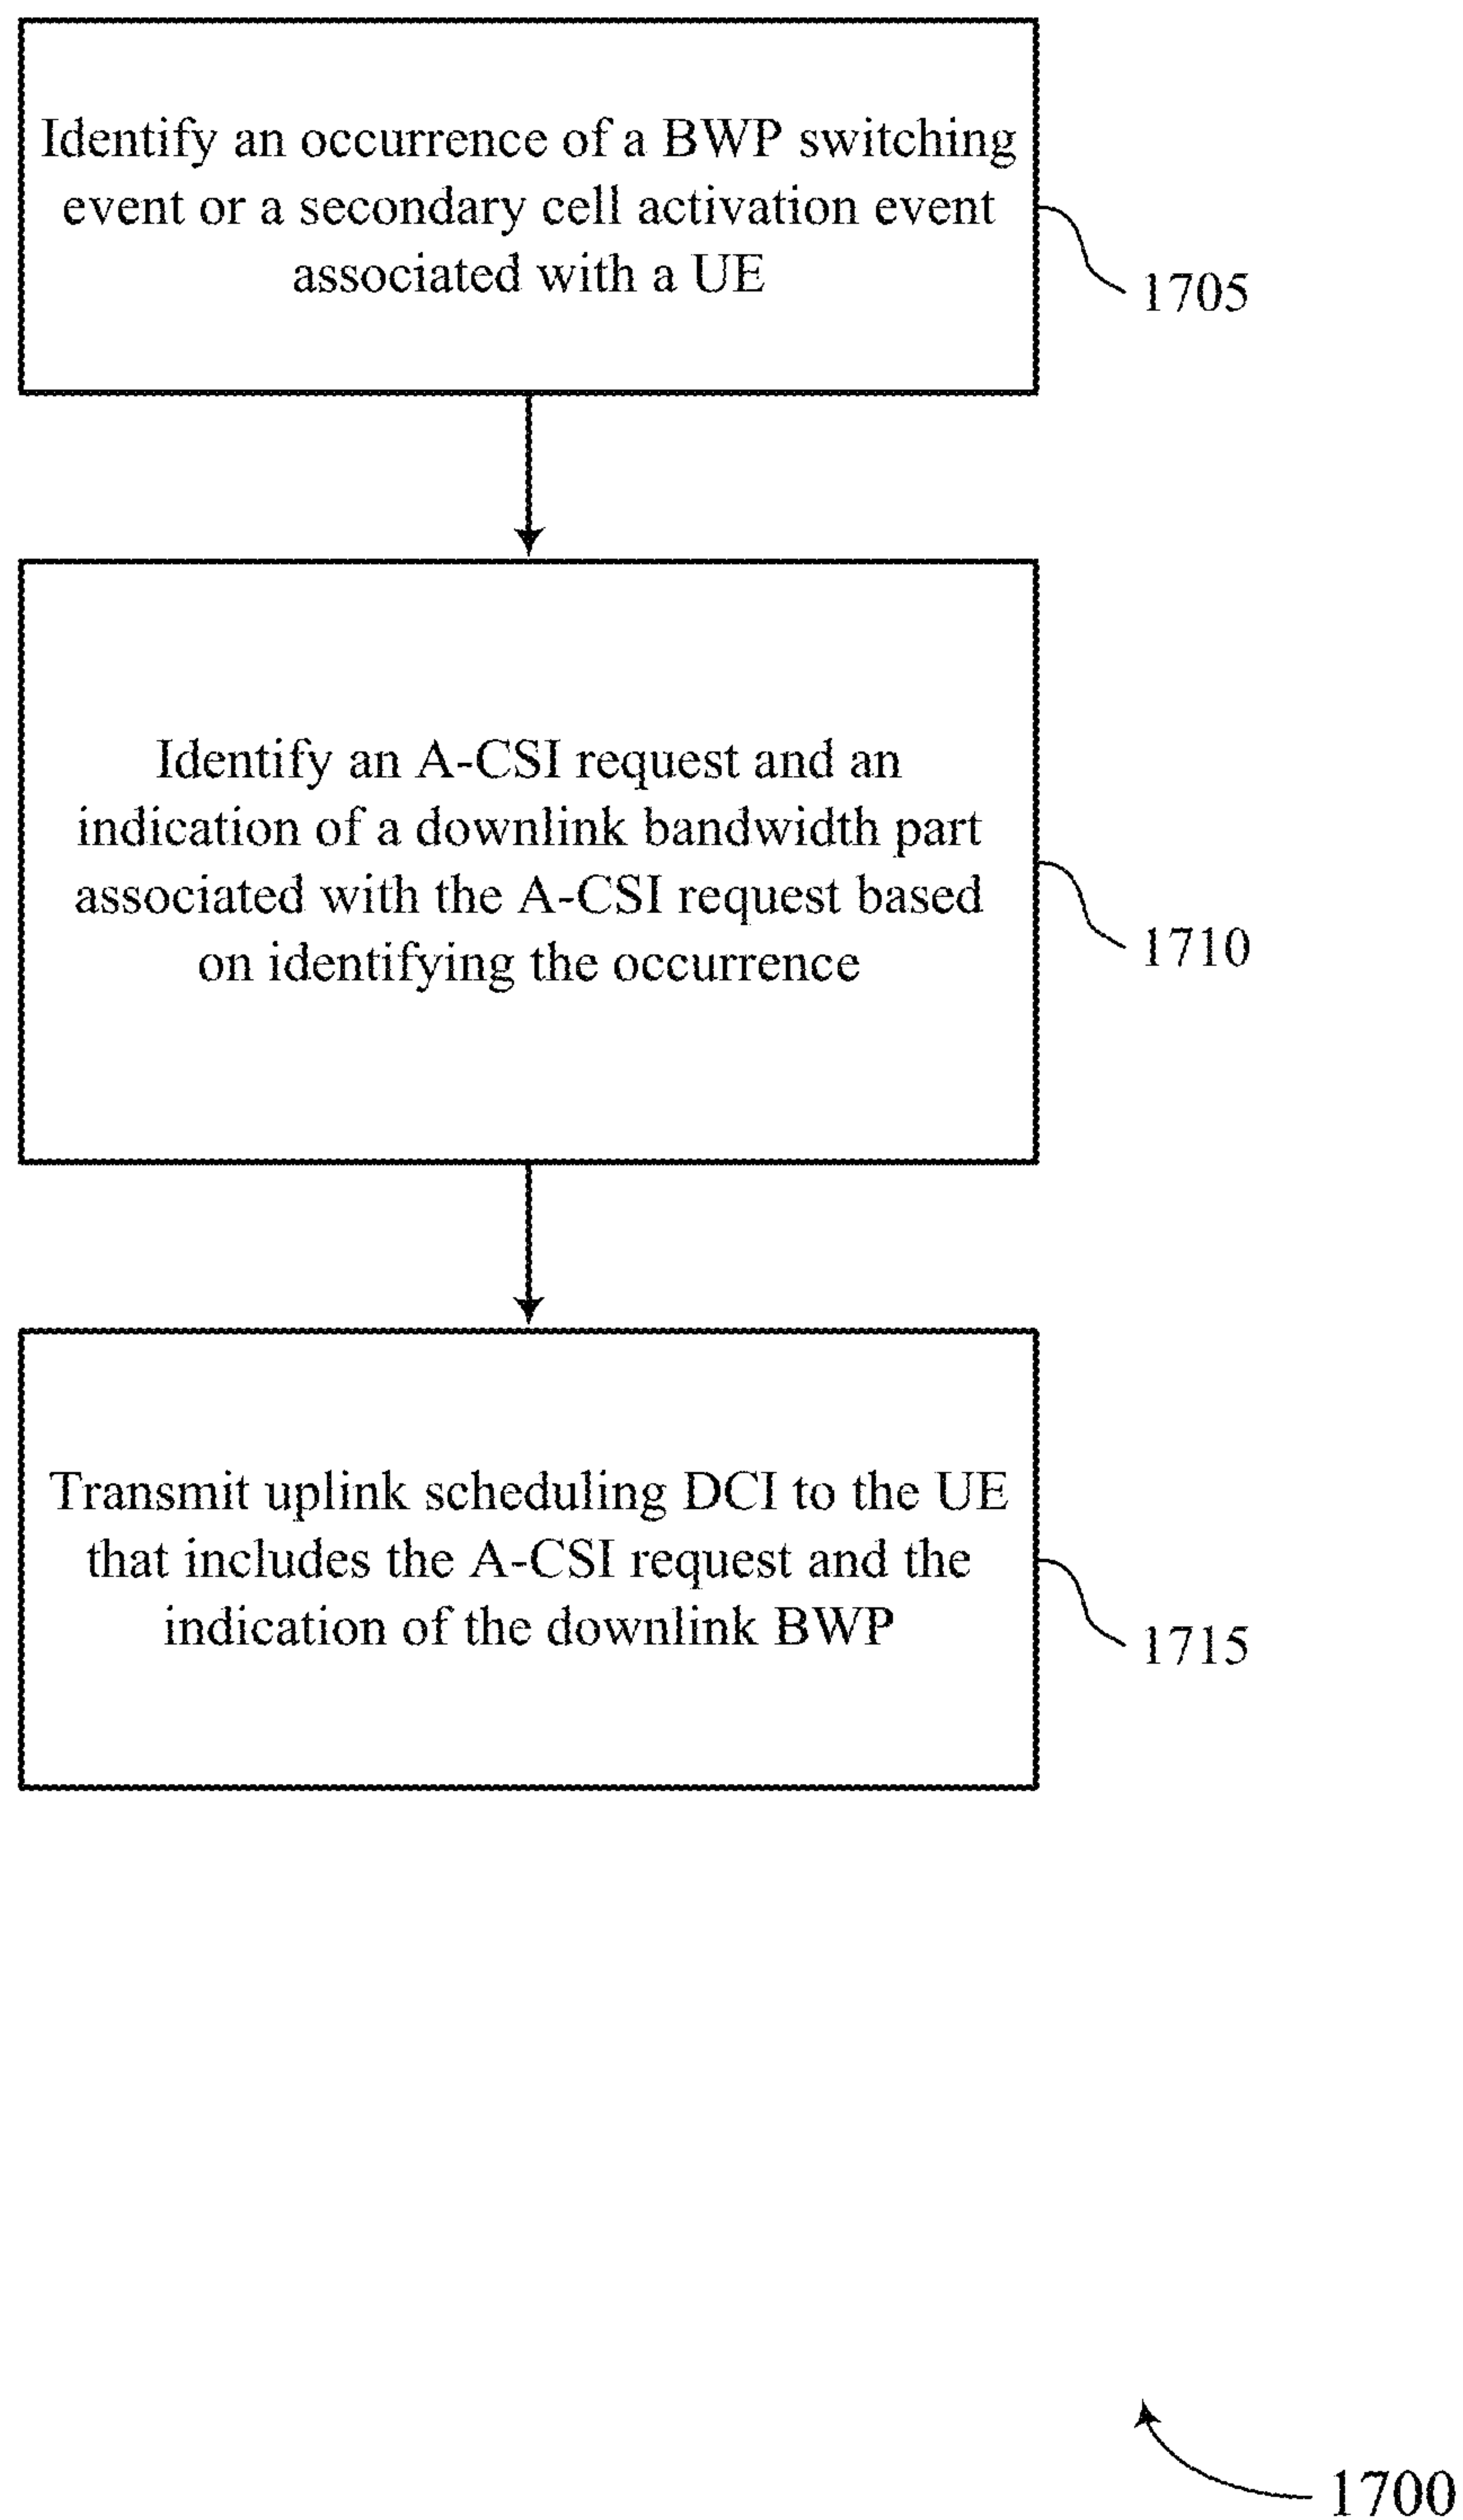 Identify an occurrence of a BWP switching
event or a secondary cell activation event
associated with a UE
1705
Identify an A-CSI request and an
indication of a downlink bandwidth part
associated with the A-CSI request based
on identifying the occurrence
1710
Transmit uplink scheduling DCI to the UE
that includes the A-CSI request and the
indication of the downlink BWP
1715
1700